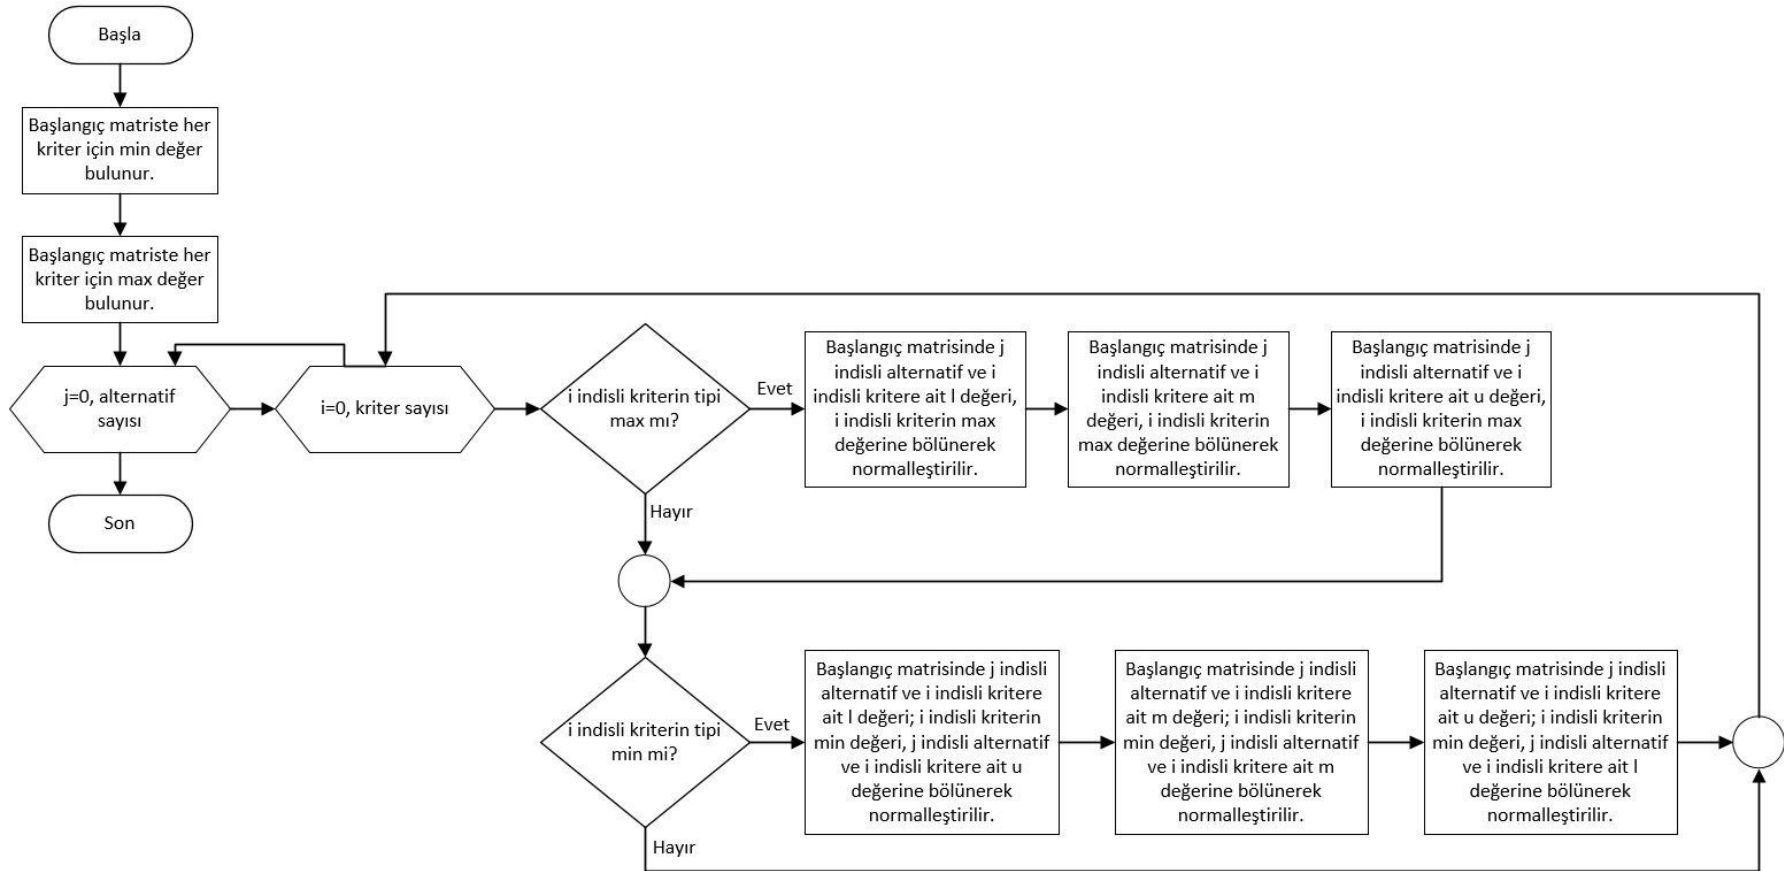 Başla
Başlangıç matriste her
kriter için min değer
bulunur.
Başlangıç matriste her
kriter için max değer
bulunur.
j=0, alternatif
sayısı
Son
i=0, kriter sayısı
i indisli kriterin tipi
max mı?
Evet
Hayır
Başlangıç matrisinde j
indisli alternatif ve i
indisli kritere ait l değeri,
i indisli kriterin max
değerine bölünerek
normalleştirilir.
Başlangıç matrisinde j
indisli alternatif ve i
indisli kritere ait m
değeri, i indisli kriterin
max değerine bölünerek
normalleştirilir.
Başlangıç matrisinde j
indisli alternatif ve i
indisli kritere ait u değeri,
i indisli kriterin max
değerine bölünerek
normalleştirilir.
i indisli kriterin tipi
min mi?
Evet
Hayır
Başlangıç matrisinde j indisli
alternatif ve i indisli kritere
ait l değeri; i indisli kriterin
min değeri, j indisli alternatif
ve i indisli kritere ait u
değerine bölünerek
normalleştirilir.
Başlangıç matrisinde j indisli
alternatif ve i indisli kritere
ait m değeri; i indisli kriterin
min değeri, j indisli alternatif
ve i indisli kritere ait m
değerine bölünerek
normalleştirilir.
Başlangıç matrisinde j indisli
alternatif ve i indisli kritere
ait u değeri; i indisli kriterin
min değeri, j indisli alternatif
ve i indisli kritere ait l
değerine bölünerek
normalleştirilir.